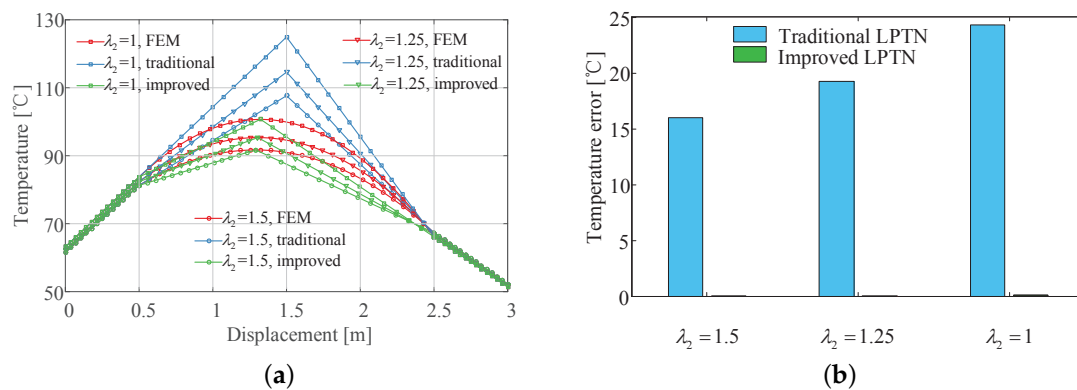 130
110
90
70
50
Temperature [℃]
λ₂=1, FEM
λ₂=1, traditional
λ₂=1, improved
λ₂=1.25, FEM
λ₂=1.25, traditional
λ₂=1.25, improved
λ₂=1.5, FEM
λ₂=1.5, traditional
λ₂=1.5, improved
0 0.5 1 1.5 2 2.5 3
Displacement [m]
(a)
25
20
15
10
5
0
Temperature error [℃]
Traditional LPTN
Improved LPTN
λ₂=1.5 λ₂=1.25 λ₂=1
(b)